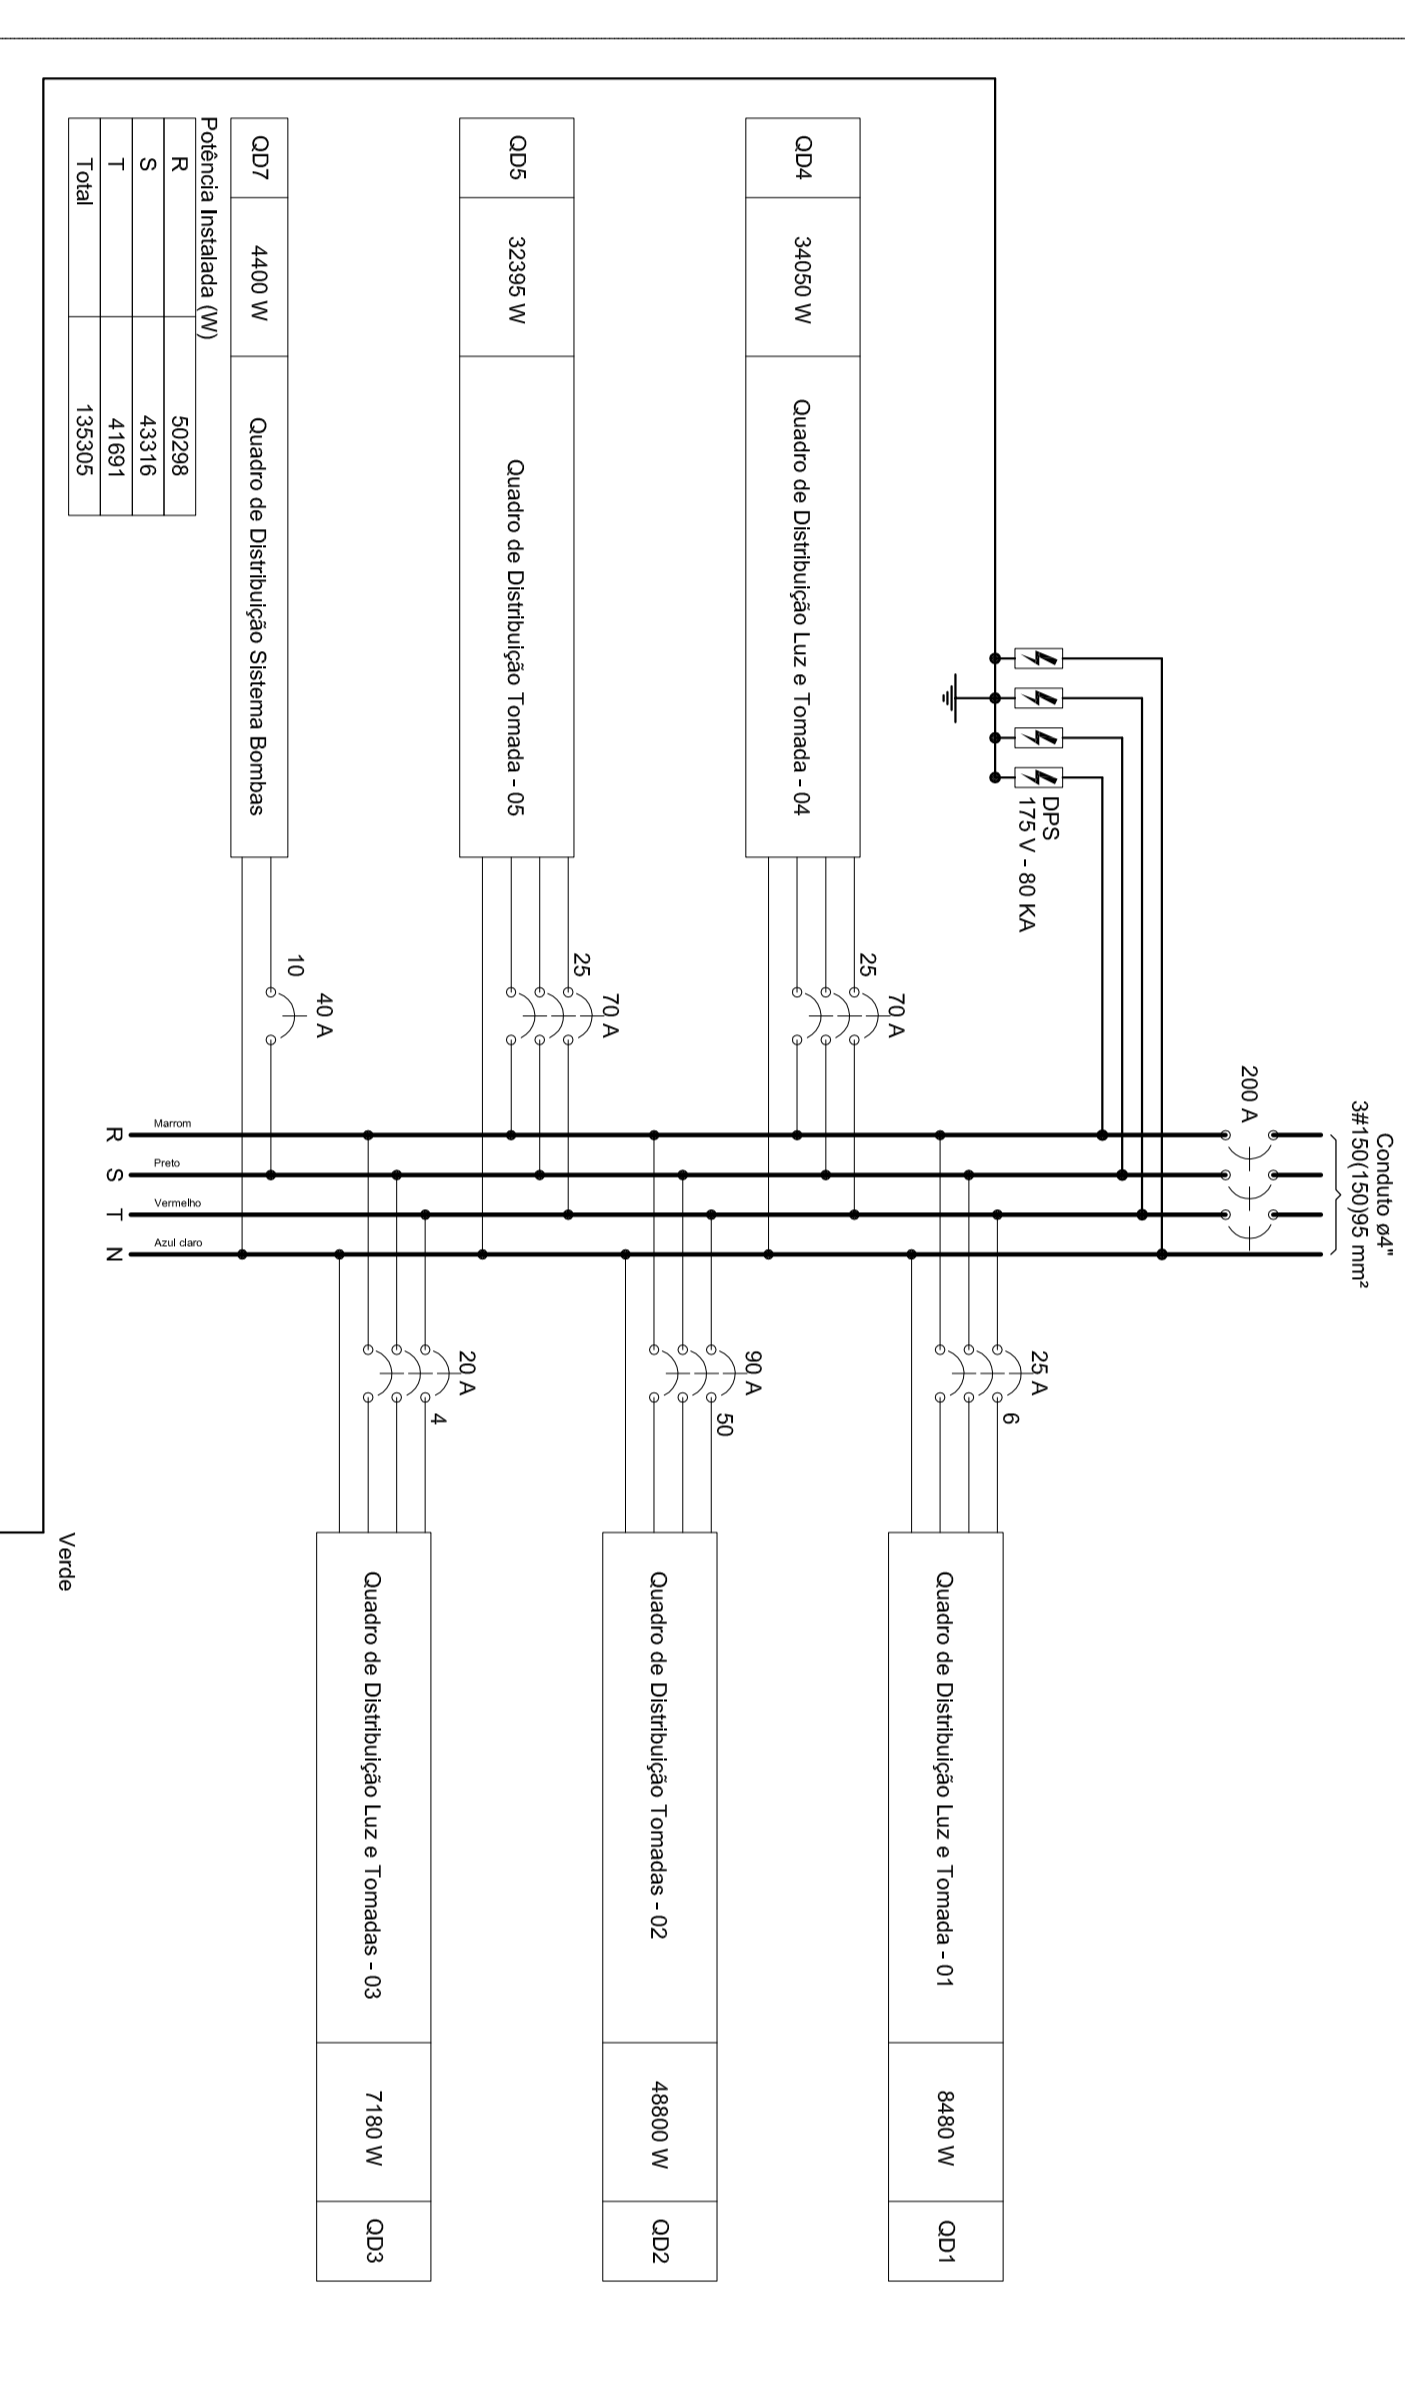 Conduto ø4"
3#150(150)95 mm²
200 A
DPS
175 V - 80 KA
QD4
34050 W
Quadro de Distribuição Luz e Tomada - 04
25
70 A
25 A
6
Quadro de Distribuição Luz e Tomada - 01
8480 W
QD1
QD5
32395 W
Quadro de Distribuição Tomada - 05
25
70 A
90 A
50
Quadro de Distribuição Tomadas - 02
48800 W
QD2
QD7
4400 W
Quadro de Distribuição Sistema Bombas
10
40 A
20 A
4
Quadro de Distribuição Luz e Tomadas - 03
7180 W
QD3
Marrom
Preto
Vermelho
Azul claro
R
S
T
N
Potência Instalada (W)
R 50298
S 43316
T 41691
Total 135305
Verde